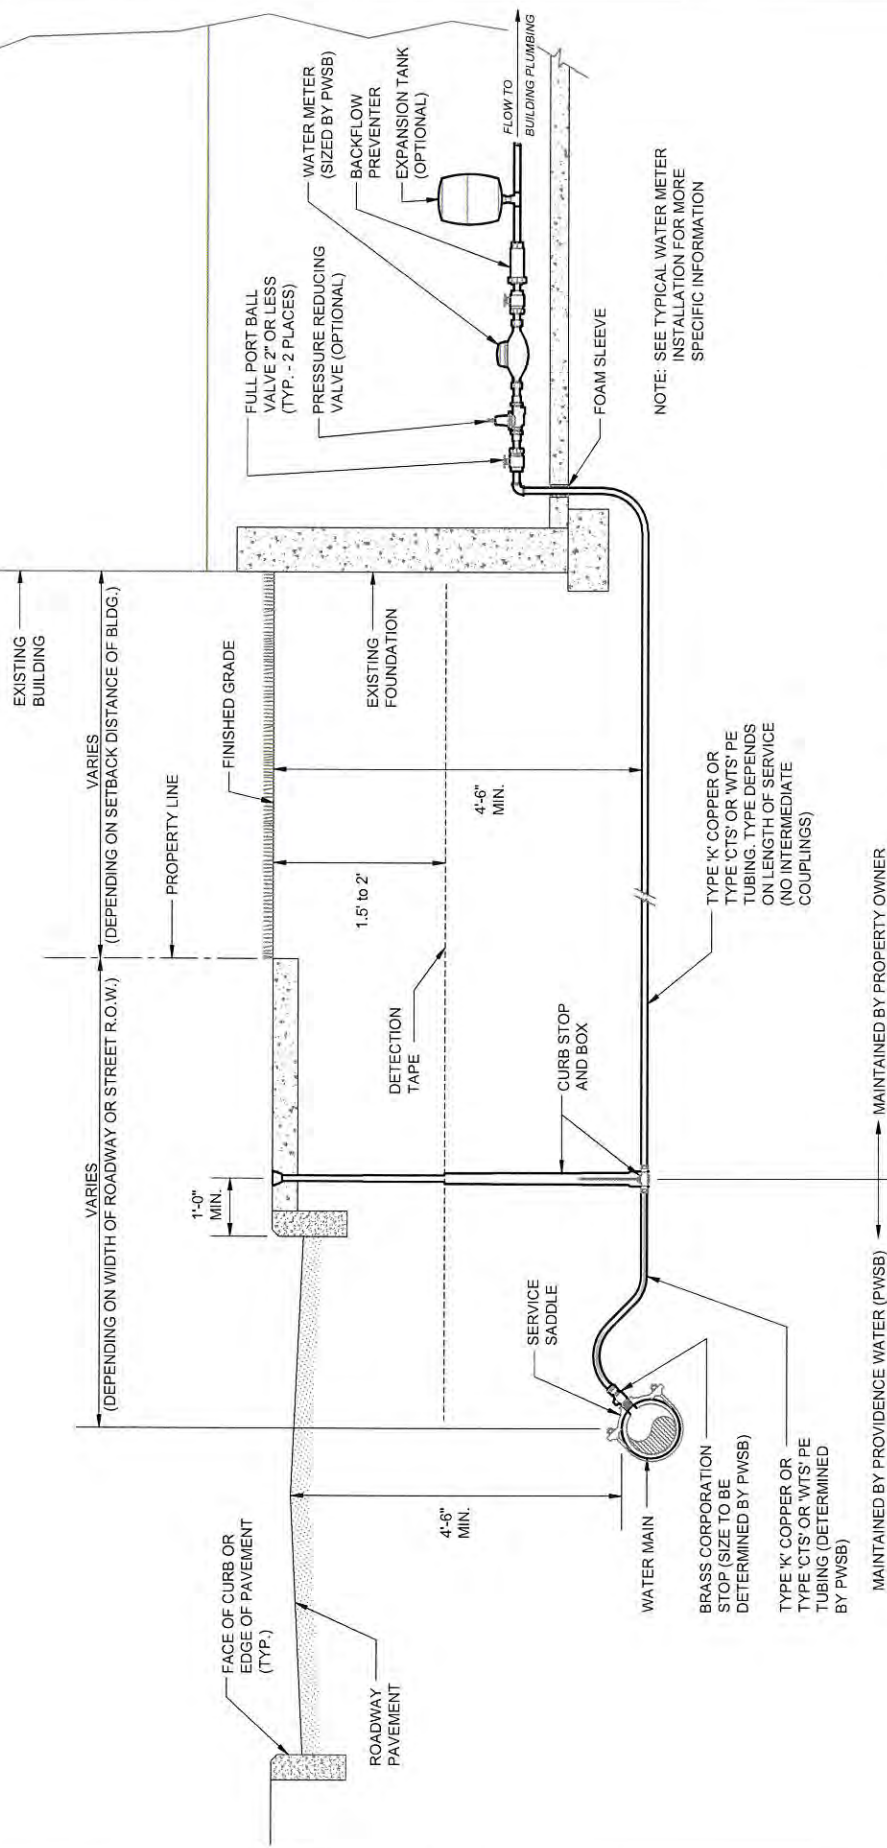 EXISTING
BUILDING
VARIES
(DEPENDING ON SETBACK DISTANCE OF BLDG.)
PROPERTY LINE
FINISHED GRADE
VARIES
(DEPENDING ON WIDTH OF ROADWAY OR STREET R.O.W.)
1'-0"
MIN.
FACE OF CURB OR
EDGE OF PAVEMENT
(TYP.)
ROADWAY
PAVEMENT
4'-6"
MIN.
DETECTION
TAPE
1.5' to 2'
EXISTING
FOUNDATION
4'-6"
MIN.
CURB STOP
AND BOX
SERVICE
SADDLE
WATER MAIN
BRASS CORPORATION
STOP (SIZE TO BE
DETERMINED BY PWSB)
TYPE 'K' COPPER OR
TYPE 'CTS' OR 'WTS' PE
TUBING (DETERMINED
BY PWSB)
TYPE 'K' COPPER OR
TYPE 'CTS' OR 'WTS' PE
TUBING. TYPE DEPENDS
ON LENGTH OF SERVICE
(NO INTERMEDIATE
COUPLINGS)
FULL PORT BALL
VALVE 2" OR LESS
(TYP. - 2 PLACES)
PRESSURE REDUCING
VALVE (OPTIONAL)
WATER METER
(SIZED BY PWSB)
BACKFLOW
PREVENTER
EXPANSION TANK
(OPTIONAL)
FLOW TO
BUILDING PLUMBING
FOAM SLEEVE
NOTE: SEE TYPICAL WATER METER
INSTALLATION FOR MORE
SPECIFIC INFORMATION
MAINTAINED BY PROVIDENCE WATER (PWSB)
MAINTAINED BY PROPERTY OWNER